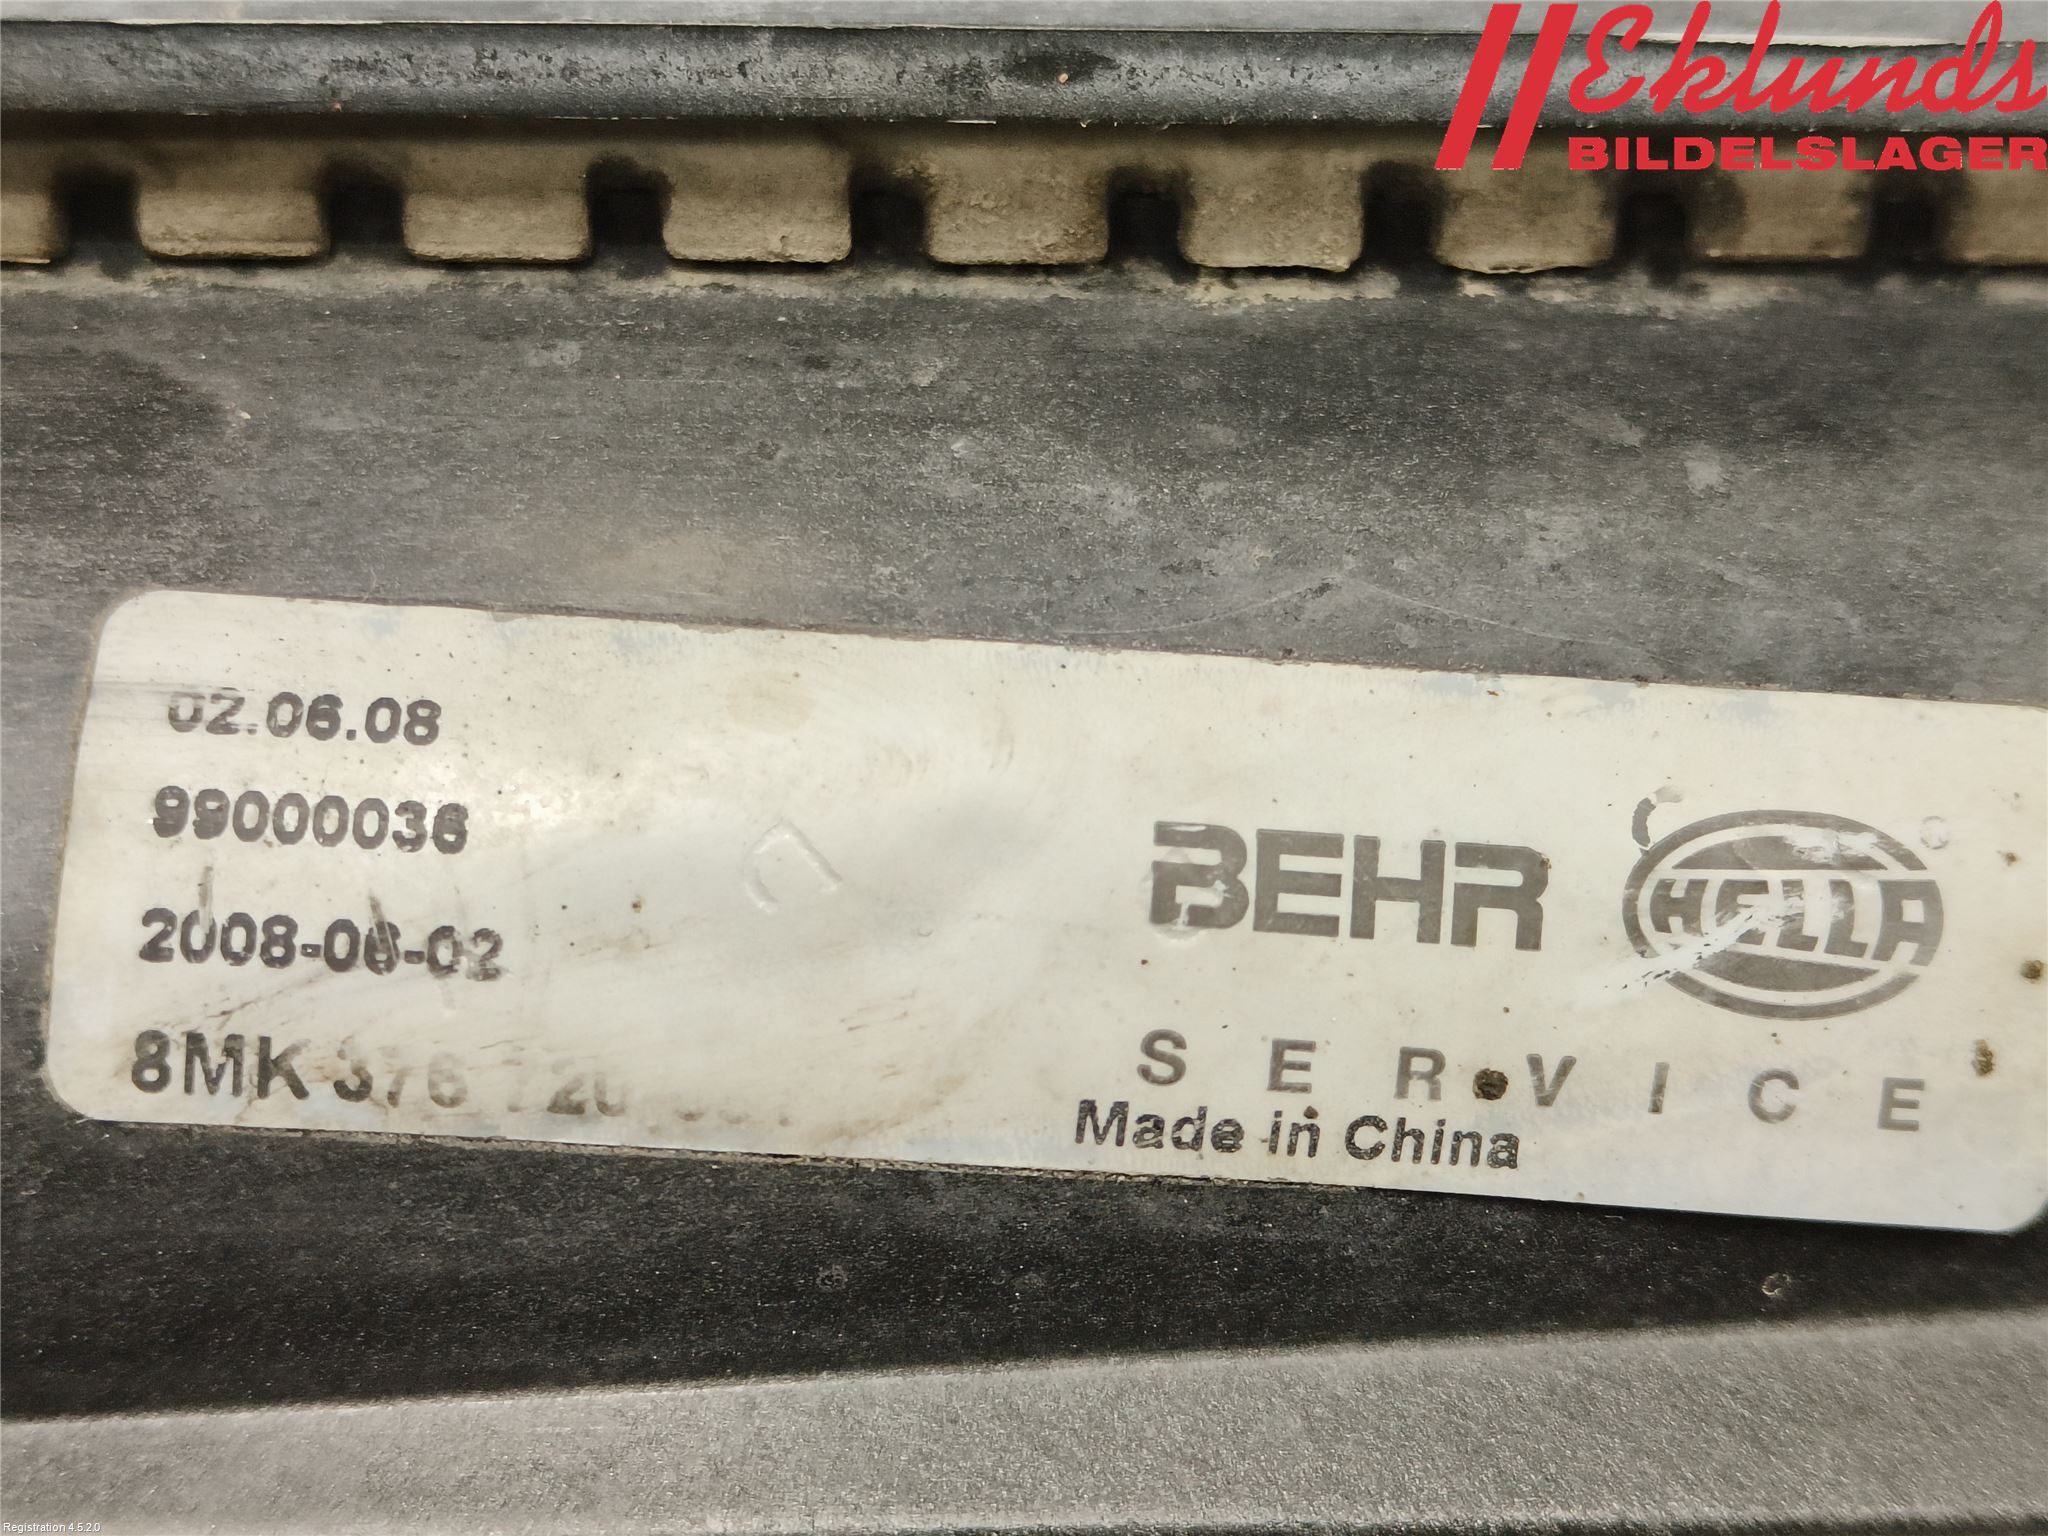 Eklunds
BILDELSLAGER
02.06.08
99000036
2008-06-02
8MK 376
BEHR HELLA
SERVICE
Made in China
Registration 4.5.2.0